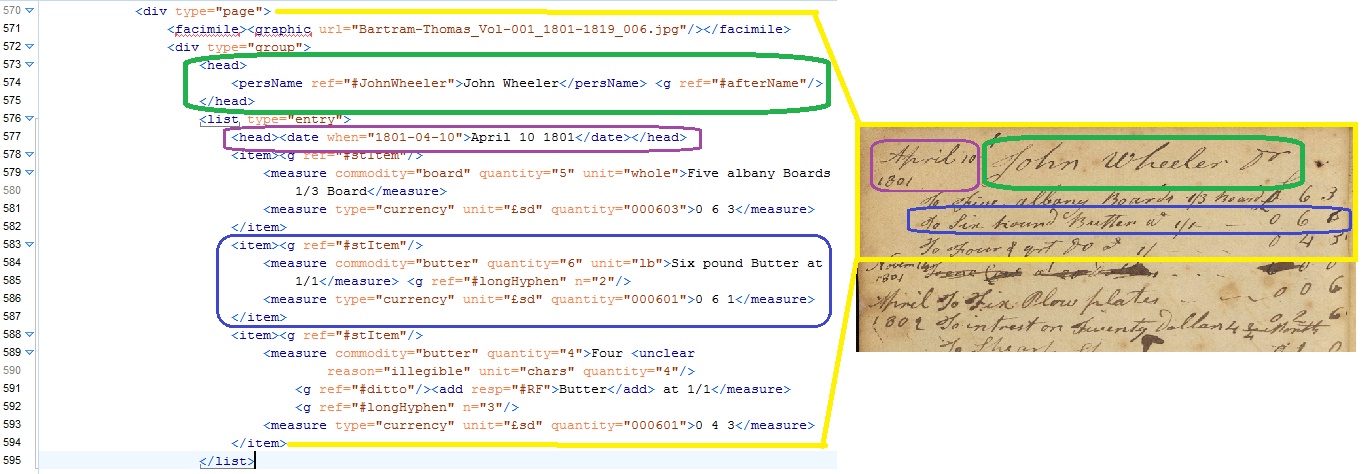 570 <div type="page">
571 <facimile><graphic url="Bartram-Thomas_Vol-001_1801-1819_006.jpg"/></facimile>
572 <div type="group">
573 <head>
574 <persName ref="#JohnWheeler">John Wheeler</persName> <g ref="#afterName"/>
575 </head>
576 <list type="entry">
577 <head><date when="1801-04-10">April 10 1801</date></head>
578 <item><g ref="#stItem"/>
579 <measure commodity="board" quantity="5" unit="whole">Five albany Boards
580 1/3 Board</measure>
581 <measure type="currency" unit="£sd" quantity="000603">0 6 3</measure>
582 </item>
583 <item><g ref="#stItem"/>
584 <measure commodity="butter" quantity="6" unit="lb">Six pound Butter at
585 1/1</measure> <g ref="#longHyphen" n="2"/>
586 <measure type="currency" unit="£sd" quantity="000601">0 6 1</measure>
587 </item>
588 <item><g ref="#stItem"/>
589 <measure commodity="butter" quantity="4">Four <unclear
590 reason="illegible" unit="chars" quantity="4"/>
591 <g ref="#ditto"/><add resp="#RF">Butter</add> at 1/1</measure>
592 <g ref="#longHyphen" n="3"/>
593 <measure type="currency" unit="£sd" quantity="000601">0 4 3</measure>
594 </item>
595 </list>
April 10 John Wheeler Dr
1801
To Five albany Boards 1/3 board 0 6 3
To Six pound Butter at 1/1 - - 0 6
To Four qrt Do at 1/ - 0 4
1801
April To Six Plow plates - - - 0 0 6
1802 To intrest on twenty Dollars 4 0 2 6
To Sharp